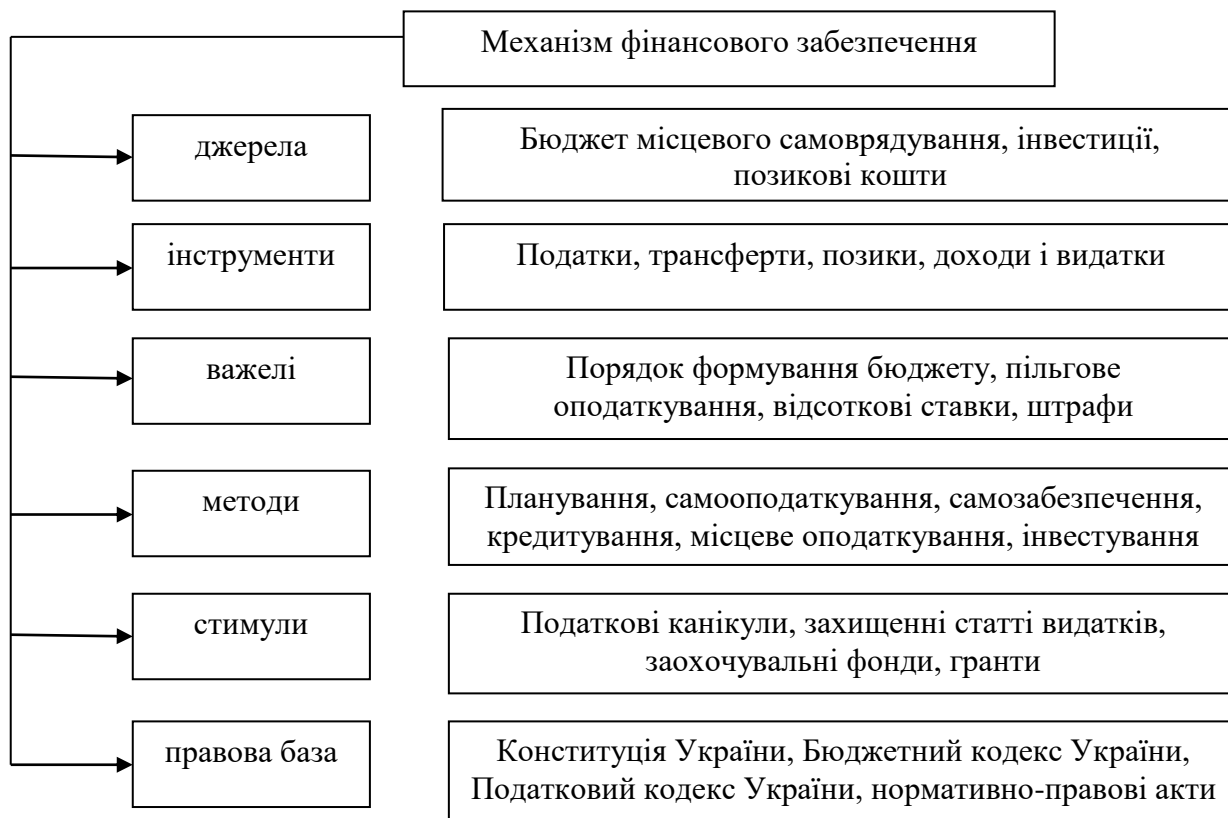 Механізм фінансового забезпечення
джерела
Бюджет місцевого самоврядування, інвестиції,
позикові кошти
інструменти
Податки, трансферти, позики, доходи і видатки
важелі
Порядок формування бюджету, пільгове
оподаткування, відсоткові ставки, штрафи
методи
Планування, самооподаткування, самозабезпечення,
кредитування, місцеве оподаткування, інвестування
стимули
Податкові канікули, захищенні статті видатків,
заохочувальні фонди, гранти
правова база
Конституція України, Бюджетний кодекс України,
Податковий кодекс України, нормативно-правові акти